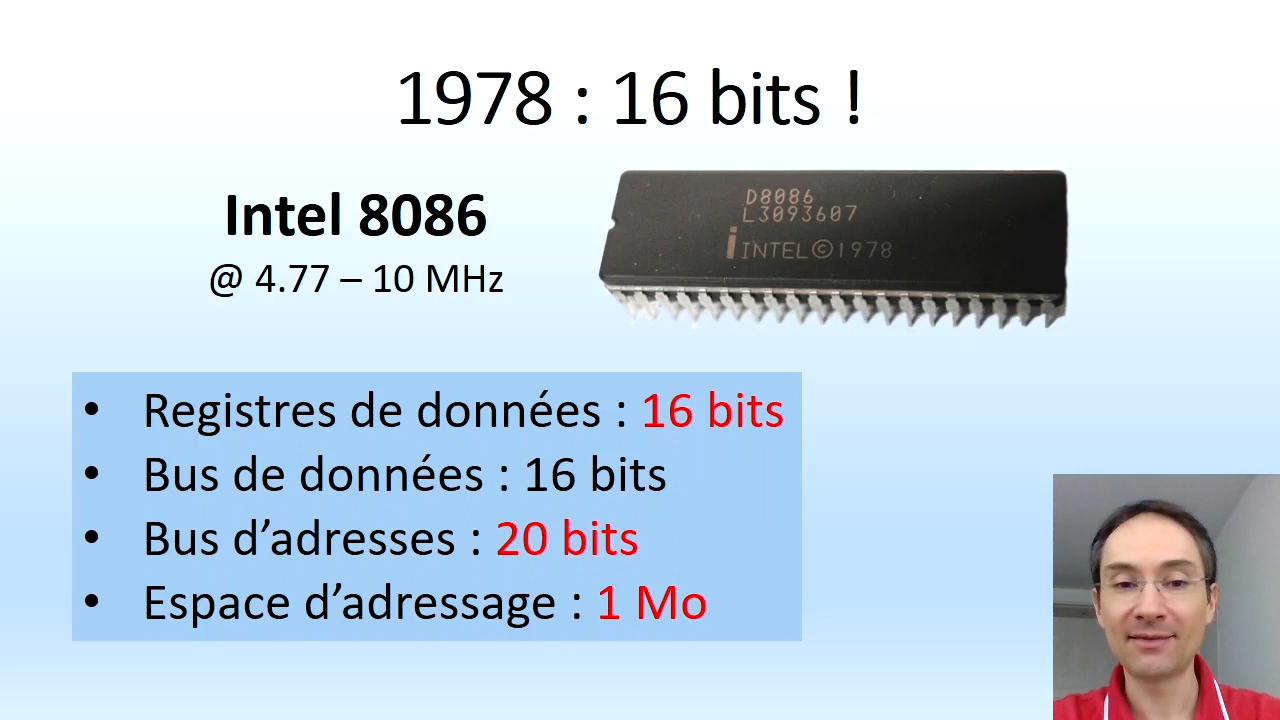 1978 : 16 bits !
Intel 8086
@ 4.77 – 10 MHz
D8086
L3093607
i INTEL©1978
• Registres de données : 16 bits
• Bus de données : 16 bits
• Bus d’adresses : 20 bits
• Espace d’adressage : 1 Mo